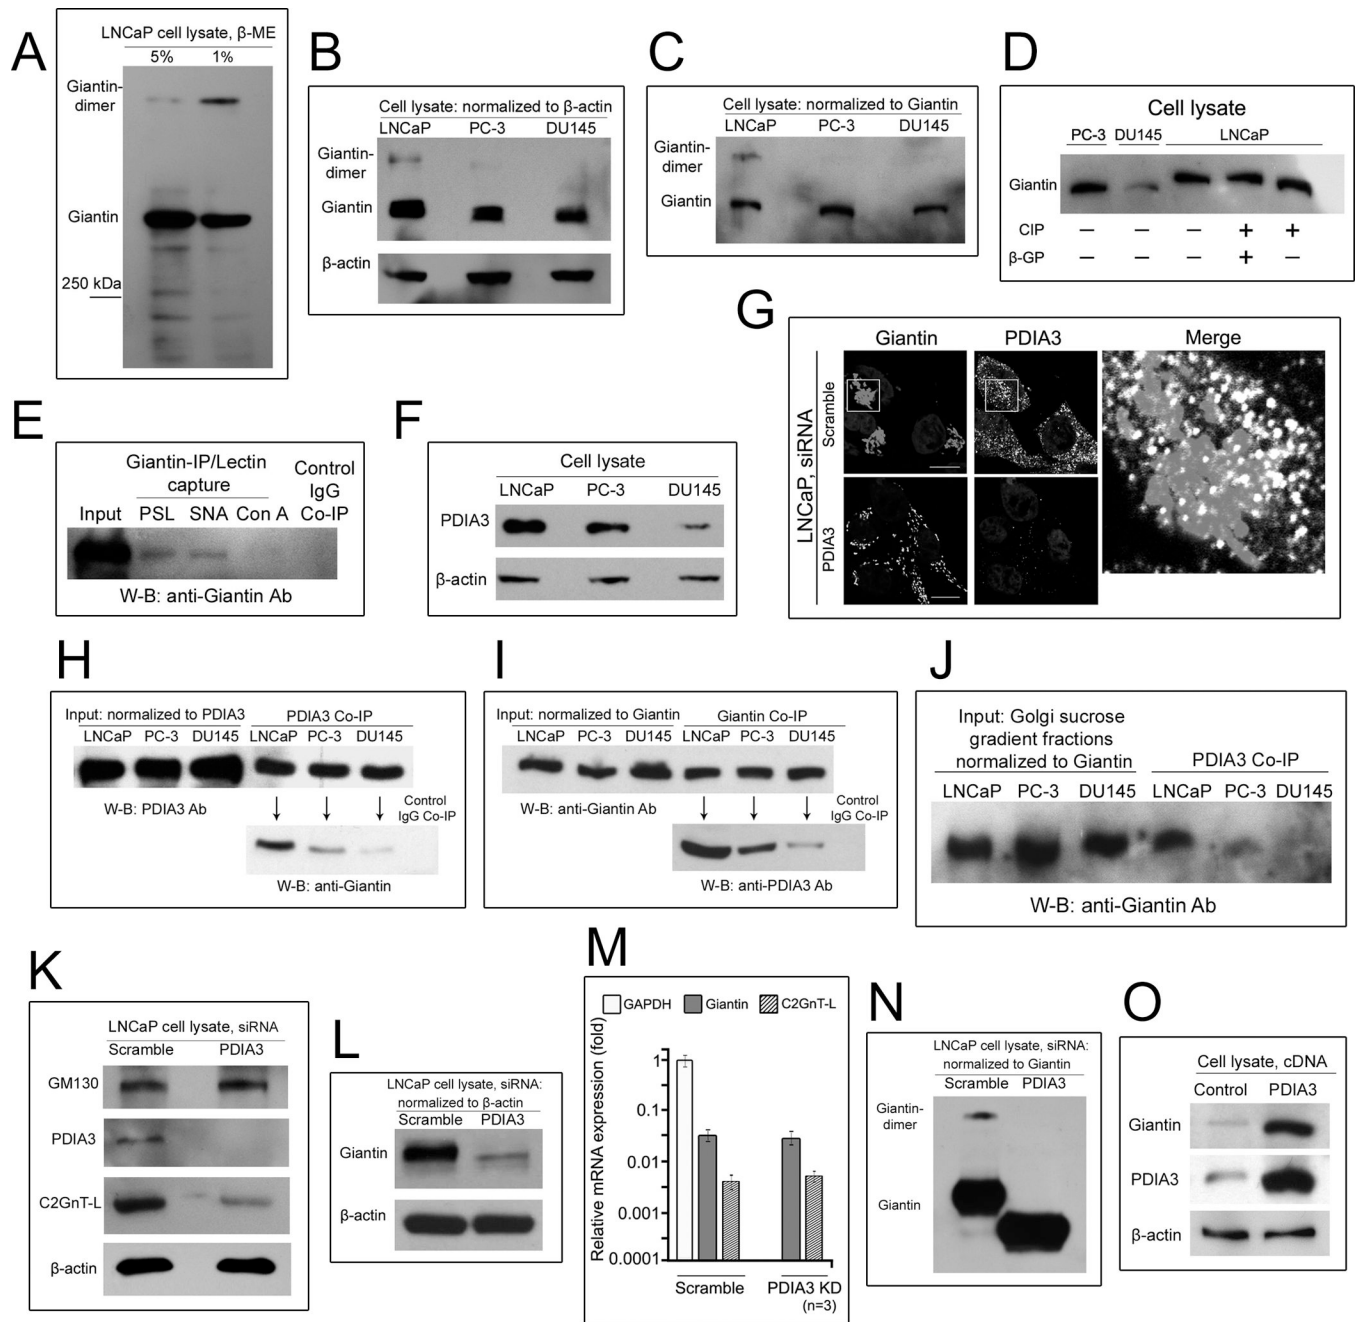 A
LNCaP cell lysate, β-ME
5% 1%
Giantin-
dimer
Giantin
250 kDa
B
Cell lysate: normalized to β-actin
LNCaP PC-3 DU145
Giantin-
dimer
Giantin
β-actin
C
Cell lysate: normalized to Giantin
LNCaP PC-3 DU145
Giantin-
dimer
Giantin
D
Cell lysate
PC-3 DU145 LNCaP
Giantin
CIP − − − + +
β-GP − − − + −
E
Giantin-IP/Lectin
capture
Control
IgG
Co-IP
Input PSL SNA Con A
W-B: anti-Giantin Ab
F
Cell lysate
LNCaP PC-3 DU145
PDIA3
β-actin
G
Giantin PDIA3 Merge
LNCaP, siRNA
Scramble
PDIA3
H
Input: normalized to PDIA3 PDIA3 Co-IP
LNCaP PC-3 DU145 LNCaP PC-3 DU145
W-B: PDIA3 Ab
Control
IgG Co-IP
W-B: anti-Giantin
I
Input: normalized to Giantin Giantin Co-IP
LNCaP PC-3 DU145 LNCaP PC-3 DU145
W-B: anti-Giantin Ab
Control
IgG Co-IP
W-B: anti-PDIA3 Ab
J
Input: Golgi sucrose
gradient fractions
normalized to Giantin
PDIA3 Co-IP
LNCaP PC-3 DU145 LNCaP PC-3 DU145
W-B: anti-Giantin Ab
K
LNCaP cell lysate, siRNA
Scramble PDIA3
GM130
PDIA3
C2GnT-L
β-actin
L
LNCaP cell lysate, siRNA:
normalized to β-actin
Scramble PDIA3
Giantin
β-actin
M
GAPDH Giantin C2GnT-L
Relative mRNA expression (fold)
1
0.1
0.01
0.001
0.0001
Scramble PDIA3 KD
(n=3)
N
LNCaP cell lysate, siRNA:
normalized to Giantin
Scramble PDIA3
Giantin-
dimer
Giantin
O
Cell lysate, cDNA
Control PDIA3
Giantin
PDIA3
β-actin